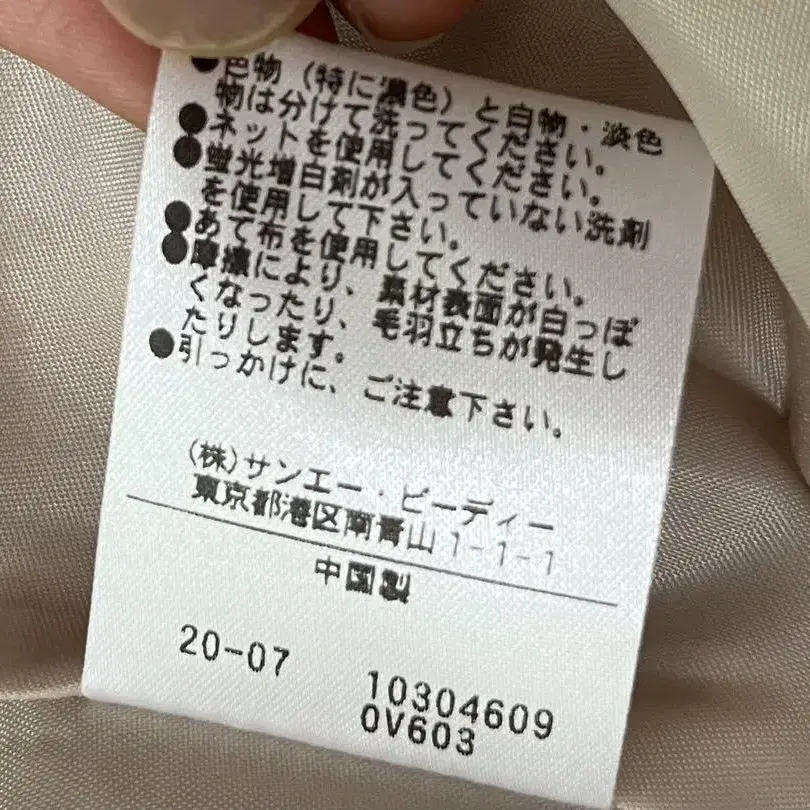 ●色物（特に濃色）と白物・淡色
物は分けて洗ってください。
●ネットを使用してください。
●蛍光増白剤が入っていない洗剤
を使用して下さい。
●あて布を使用してください。
●摩擦により、素材表面が白っぽ
くなったり、毛羽立ちが発生し
たりします。
●引っかけに、ご注意下さい。
(株)サンエー・ビーディー
東京都港区南青山1-1-1
中国製
20-07
10304609
0V603